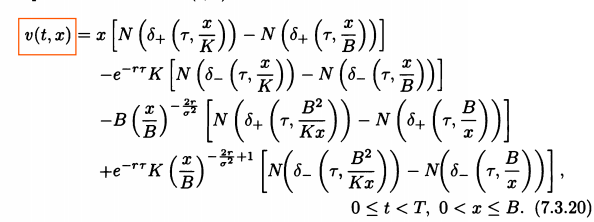 v(t, x) = x [N (δ₊ (τ, x/K)) − N (δ₊ (τ, x/B))]
−e^{−rτ} K [N (δ₋ (τ, x/K)) − N (δ₋ (τ, x/B))]
−B (x/B)^{−2r/σ²} [N (δ₊ (τ, B²/Kx)) − N (δ₊ (τ, B/x))]
+e^{−rτ} K (x/B)^{−2r/σ²+1} [N(δ₋ (τ, B²/Kx)) − N(δ₋ (τ, B/x))],
0 ≤ t < T, 0 < x ≤ B. (7.3.20)